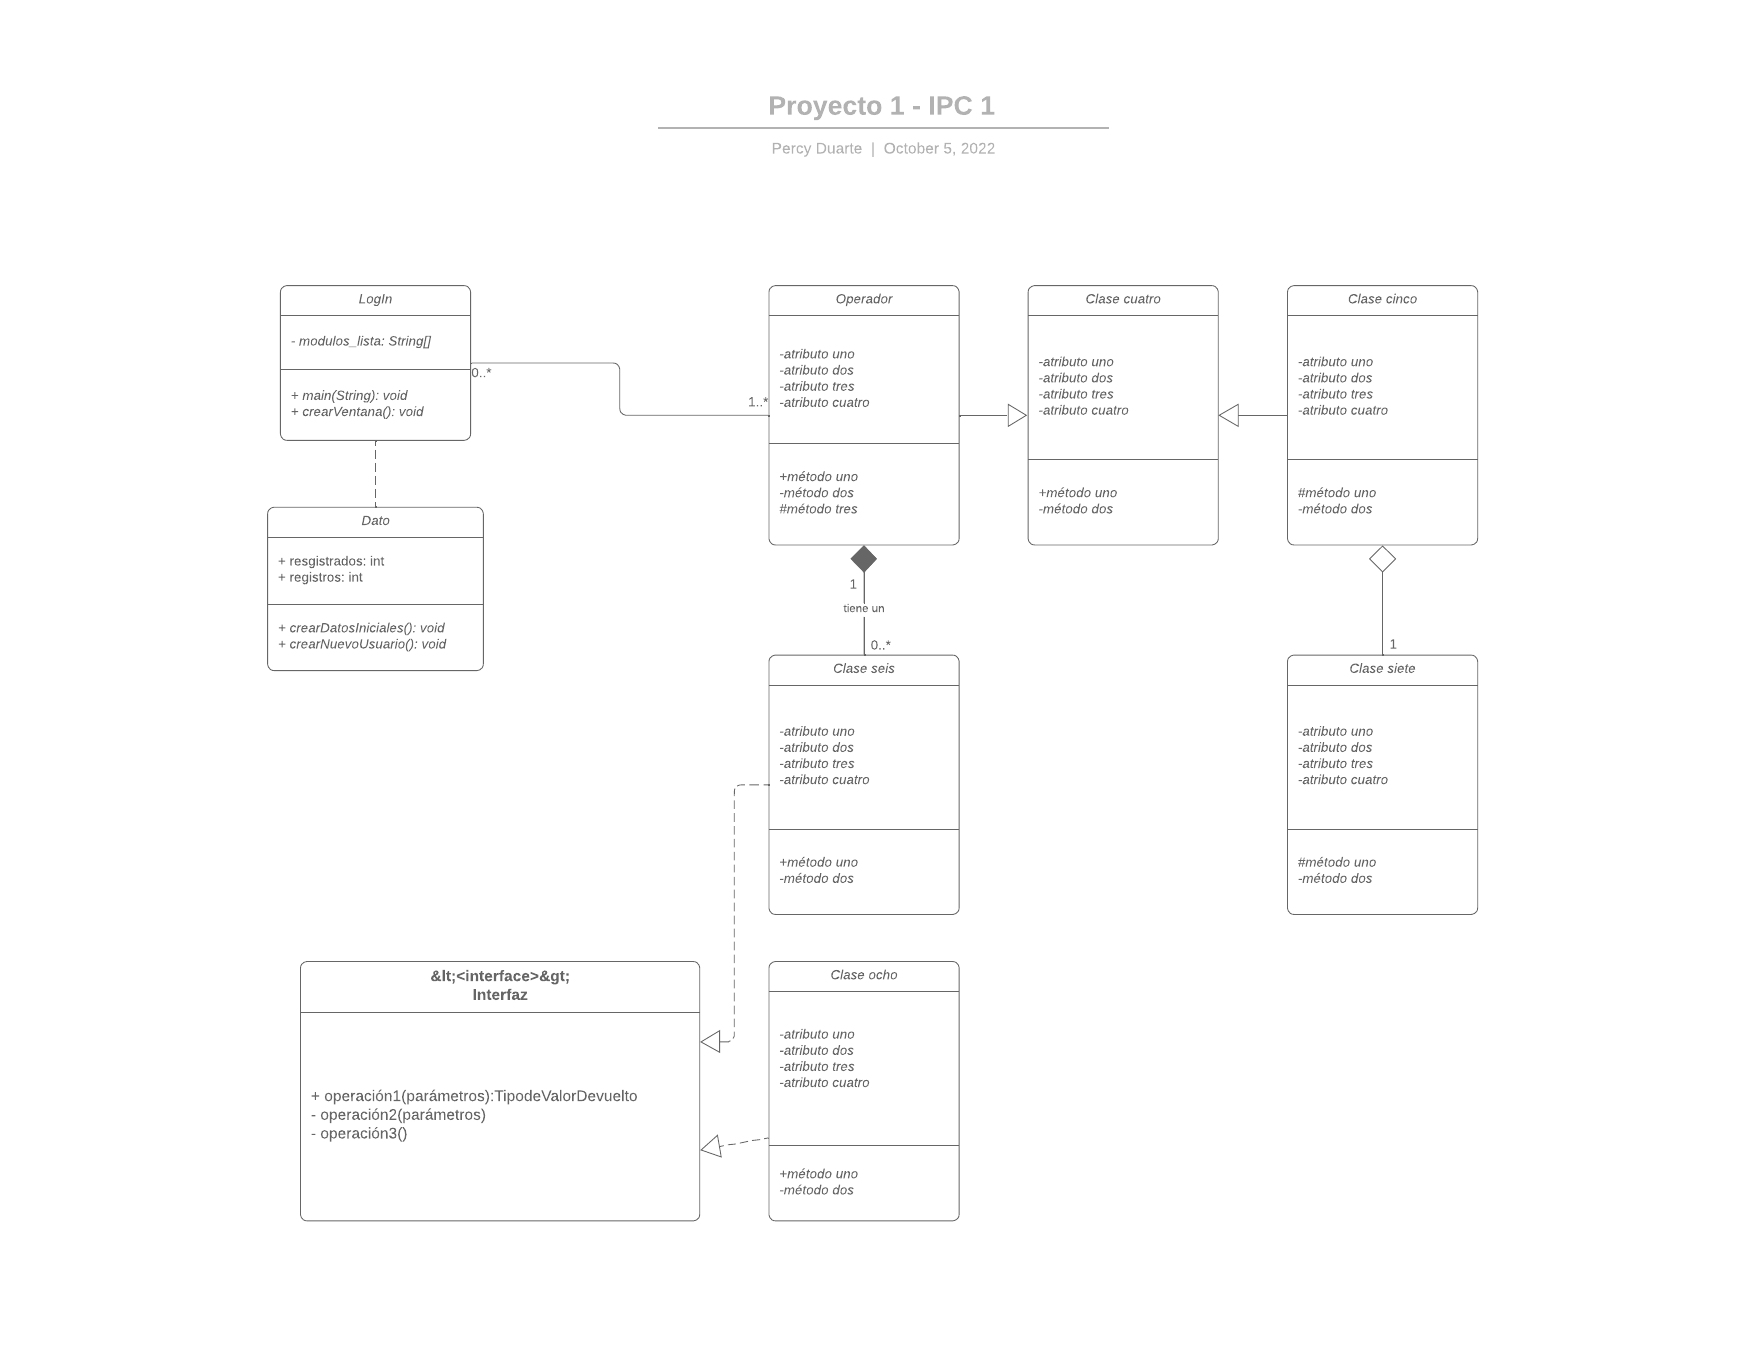 Proyecto 1 - IPC 1
Percy Duarte | October 5, 2022
LogIn
- modulos_lista: String[]
+ main(String): void
+ crearVentana(): void
0..*
1..*
Operador
-atributo uno
-atributo dos
-atributo tres
-atributo cuatro
+método uno
-método dos
#método tres
Clase cuatro
-atributo uno
-atributo dos
-atributo tres
-atributo cuatro
+método uno
-método dos
Clase cinco
-atributo uno
-atributo dos
-atributo tres
-atributo cuatro
#método uno
-método dos
Dato
+ resgistrados: int
+ registros: int
+ crearDatosIniciales(): void
+ crearNuevoUsuario(): void
1
tiene un
0..*
1
Clase seis
-atributo uno
-atributo dos
-atributo tres
-atributo cuatro
+método uno
-método dos
Clase siete
-atributo uno
-atributo dos
-atributo tres
-atributo cuatro
#método uno
-método dos
&lt;<interface>&gt;
Interfaz
+ operación1(parámetros):TipodeValorDevuelto
- operación2(parámetros)
- operación3()
Clase ocho
-atributo uno
-atributo dos
-atributo tres
-atributo cuatro
+método uno
-método dos